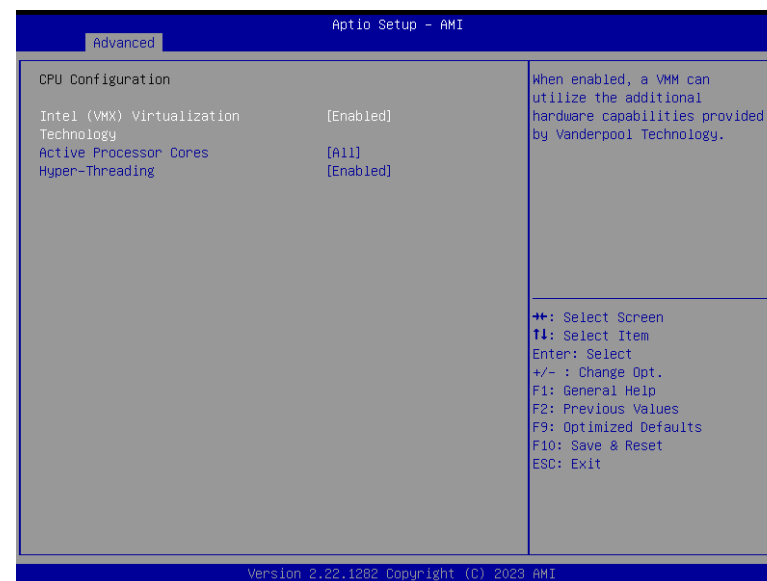 Aptio Setup – AMI
Advanced
CPU Configuration
Intel (VMX) Virtualization [Enabled]
Technology
Active Processor Cores [All]
Hyper-Threading [Enabled]
When enabled, a VMM can
utilize the additional
hardware capabilities provided
by Vanderpool Technology.
→←: Select Screen
↑↓: Select Item
Enter: Select
+/- : Change Opt.
F1: General Help
F2: Previous Values
F9: Optimized Defaults
F10: Save & Reset
ESC: Exit
Version 2.22.1282 Copyright (C) 2023 AMI